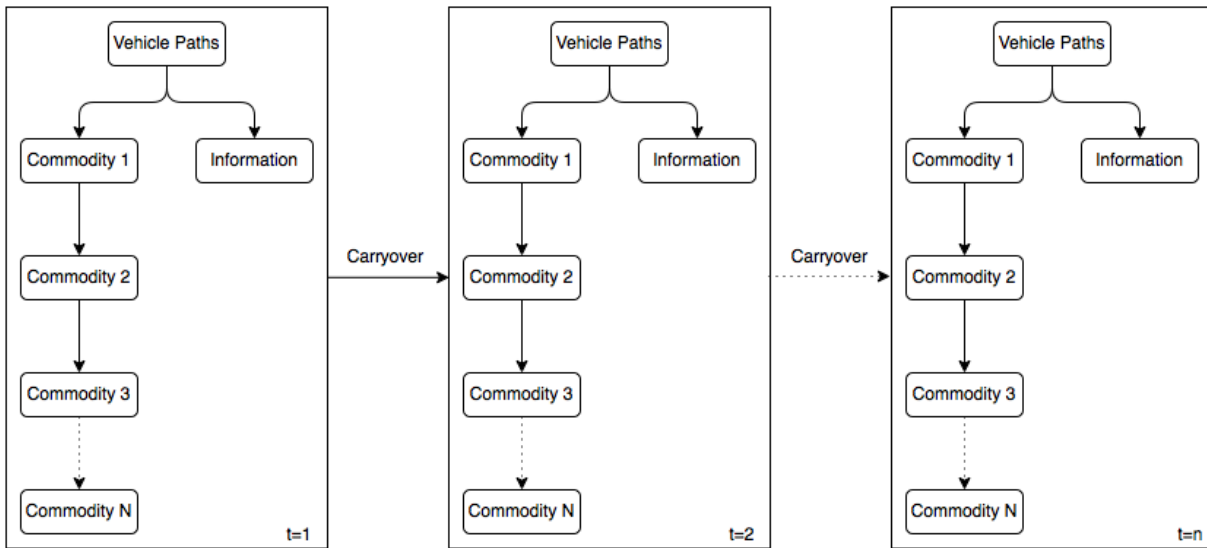 Vehicle Paths
Commodity 1
Information
Commodity 2
Commodity 3
Commodity N
t=1
Carryover
Vehicle Paths
Commodity 1
Information
Commodity 2
Commodity 3
Commodity N
t=2
Carryover
Vehicle Paths
Commodity 1
Information
Commodity 2
Commodity 3
Commodity N
t=n